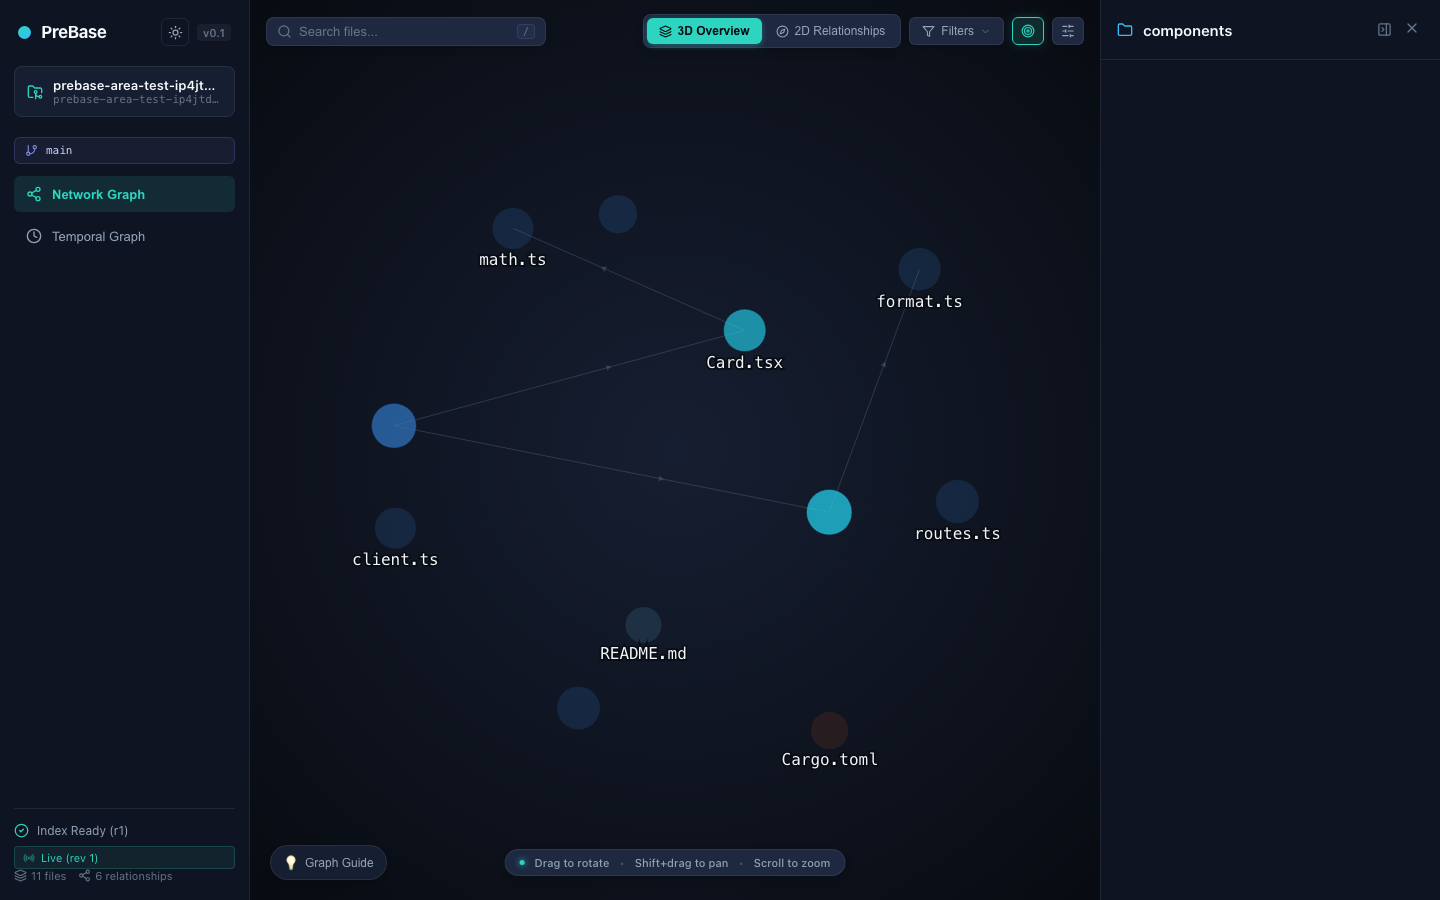 PreBase
v0.1
prebase-area-test-ip4jt...
prebase-area-test-ip4jtd...
main
Network Graph
Temporal Graph
Index Ready (r1)
Live (rev 1)
11 files
6 relationships
Search files...
/
3D Overview
2D Relationships
Filters
math.ts
format.ts
Card.tsx
routes.ts
client.ts
README.md
Cargo.toml
Graph Guide
Drag to rotate · Shift+drag to pan · Scroll to zoom
components